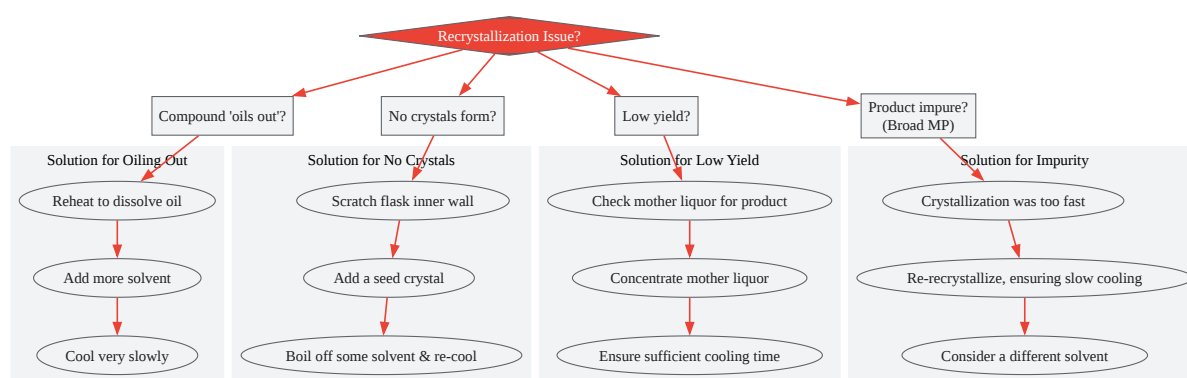 Recrystallization Issue?
Compound 'oils out'?
No crystals form?
Low yield?
Product impure?
(Broad MP)
Solution for Oiling Out
Solution for No Crystals
Solution for Low Yield
Solution for Impurity
Reheat to dissolve oil
Scratch flask inner wall
Check mother liquor for product
Crystallization was too fast
Add more solvent
Add a seed crystal
Concentrate mother liquor
Re-recrystallize, ensuring slow cooling
Cool very slowly
Boil off some solvent & re-cool
Ensure sufficient cooling time
Consider a different solvent